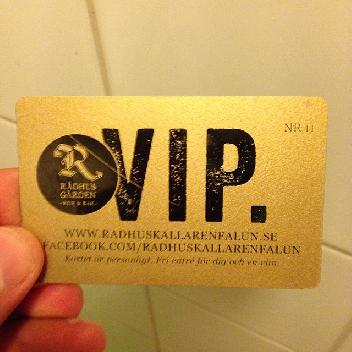 NR 11
R
RÅDHUS
GÅRDEN
VIP.
WWW.RADHUSKALLARENFALUN.SE
FACEBOOK.COM/RADHUSKALLARENFALUN
Kortet är personligt. Fri entré för dig och en vän.